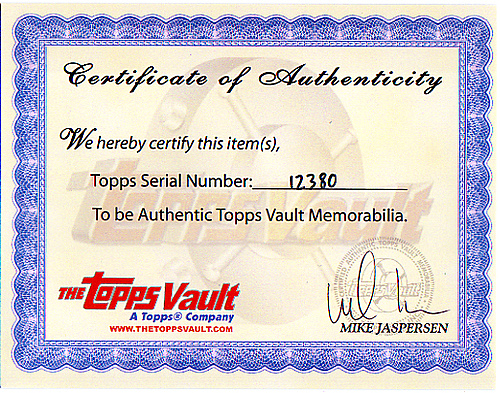 Certificate of Authenticity
We hereby certify this item(s),
Topps Serial Number: 12380
To be Authentic Topps Vault Memorabilia.
THE TOPPS Vault
A Topps® Company
WWW.THETOPPSVAULT.COM
MIKE JASPERSEN